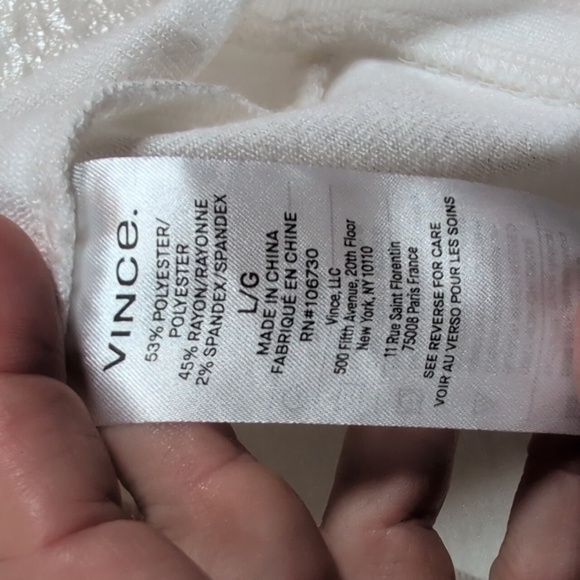 VINCE.
53% POLYESTER/
POLYESTER
45% RAYON/RAYONNE
2% SPANDEX/SPANDEX
L/G
MADE IN CHINA
FABRIQUÉ EN CHINE
RN#106730
Vince, LLC
500 Fifth Avenue, 20th Floor
New York, NY 10110
11 Rue Saint Florentin
75008 Paris France
SEE REVERSE FOR CARE
VOIR AU VERSO POUR LES SOINS